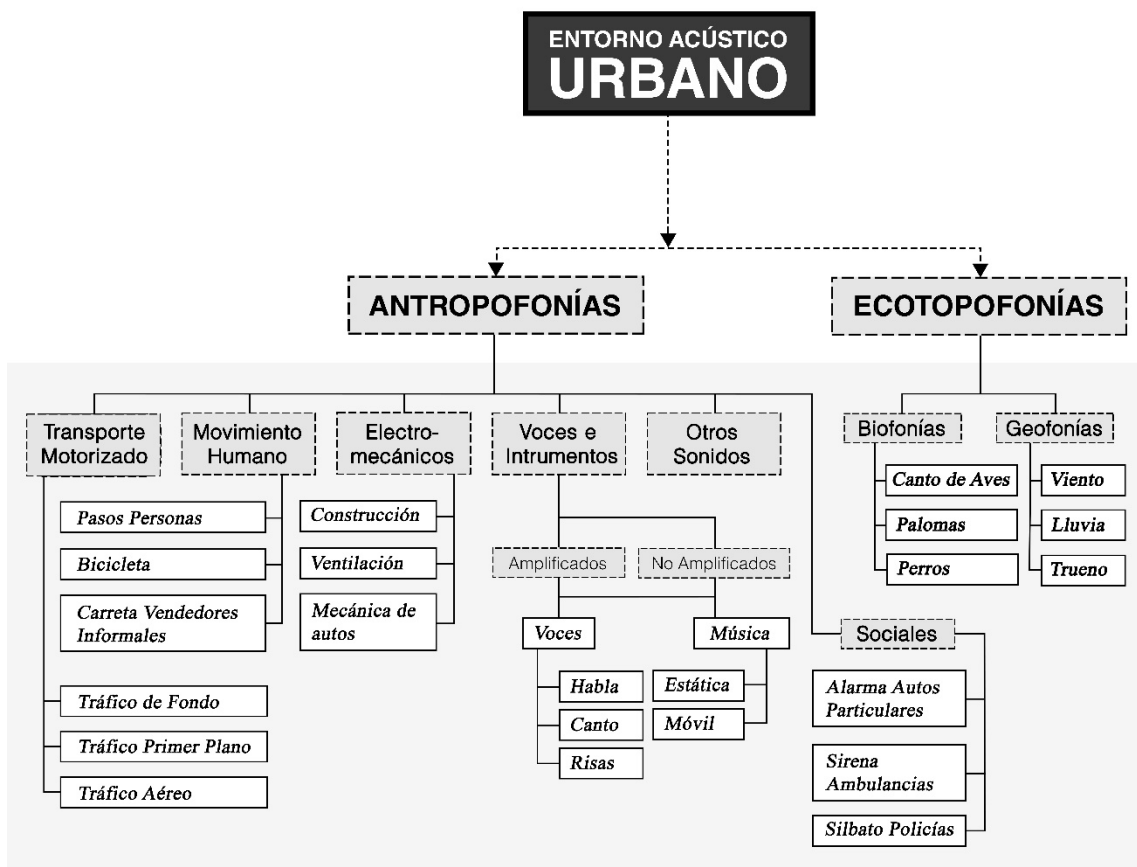 ENTORNO ACÚSTICO
URBANO
ANTROPOFONÍAS
ECOTOPOFONÍAS
Transporte
Motorizado
Movimiento
Humano
Electro-
mecánicos
Voces e
Intrumentos
Otros
Sonidos
Biofonías
Geofonías
Pasos Personas
Bicicleta
Carreta Vendedores
Informales
Tráfico de Fondo
Tráfico Primer Plano
Tráfico Aéreo
Construcción
Ventilación
Mecánica de
autos
Amplificados
No Amplificados
Voces
Música
Habla
Canto
Risas
Estática
Móvil
Canto de Aves
Palomas
Perros
Viento
Lluvia
Trueno
Sociales
Alarma Autos
Particulares
Sirena
Ambulancias
Silbato Policías